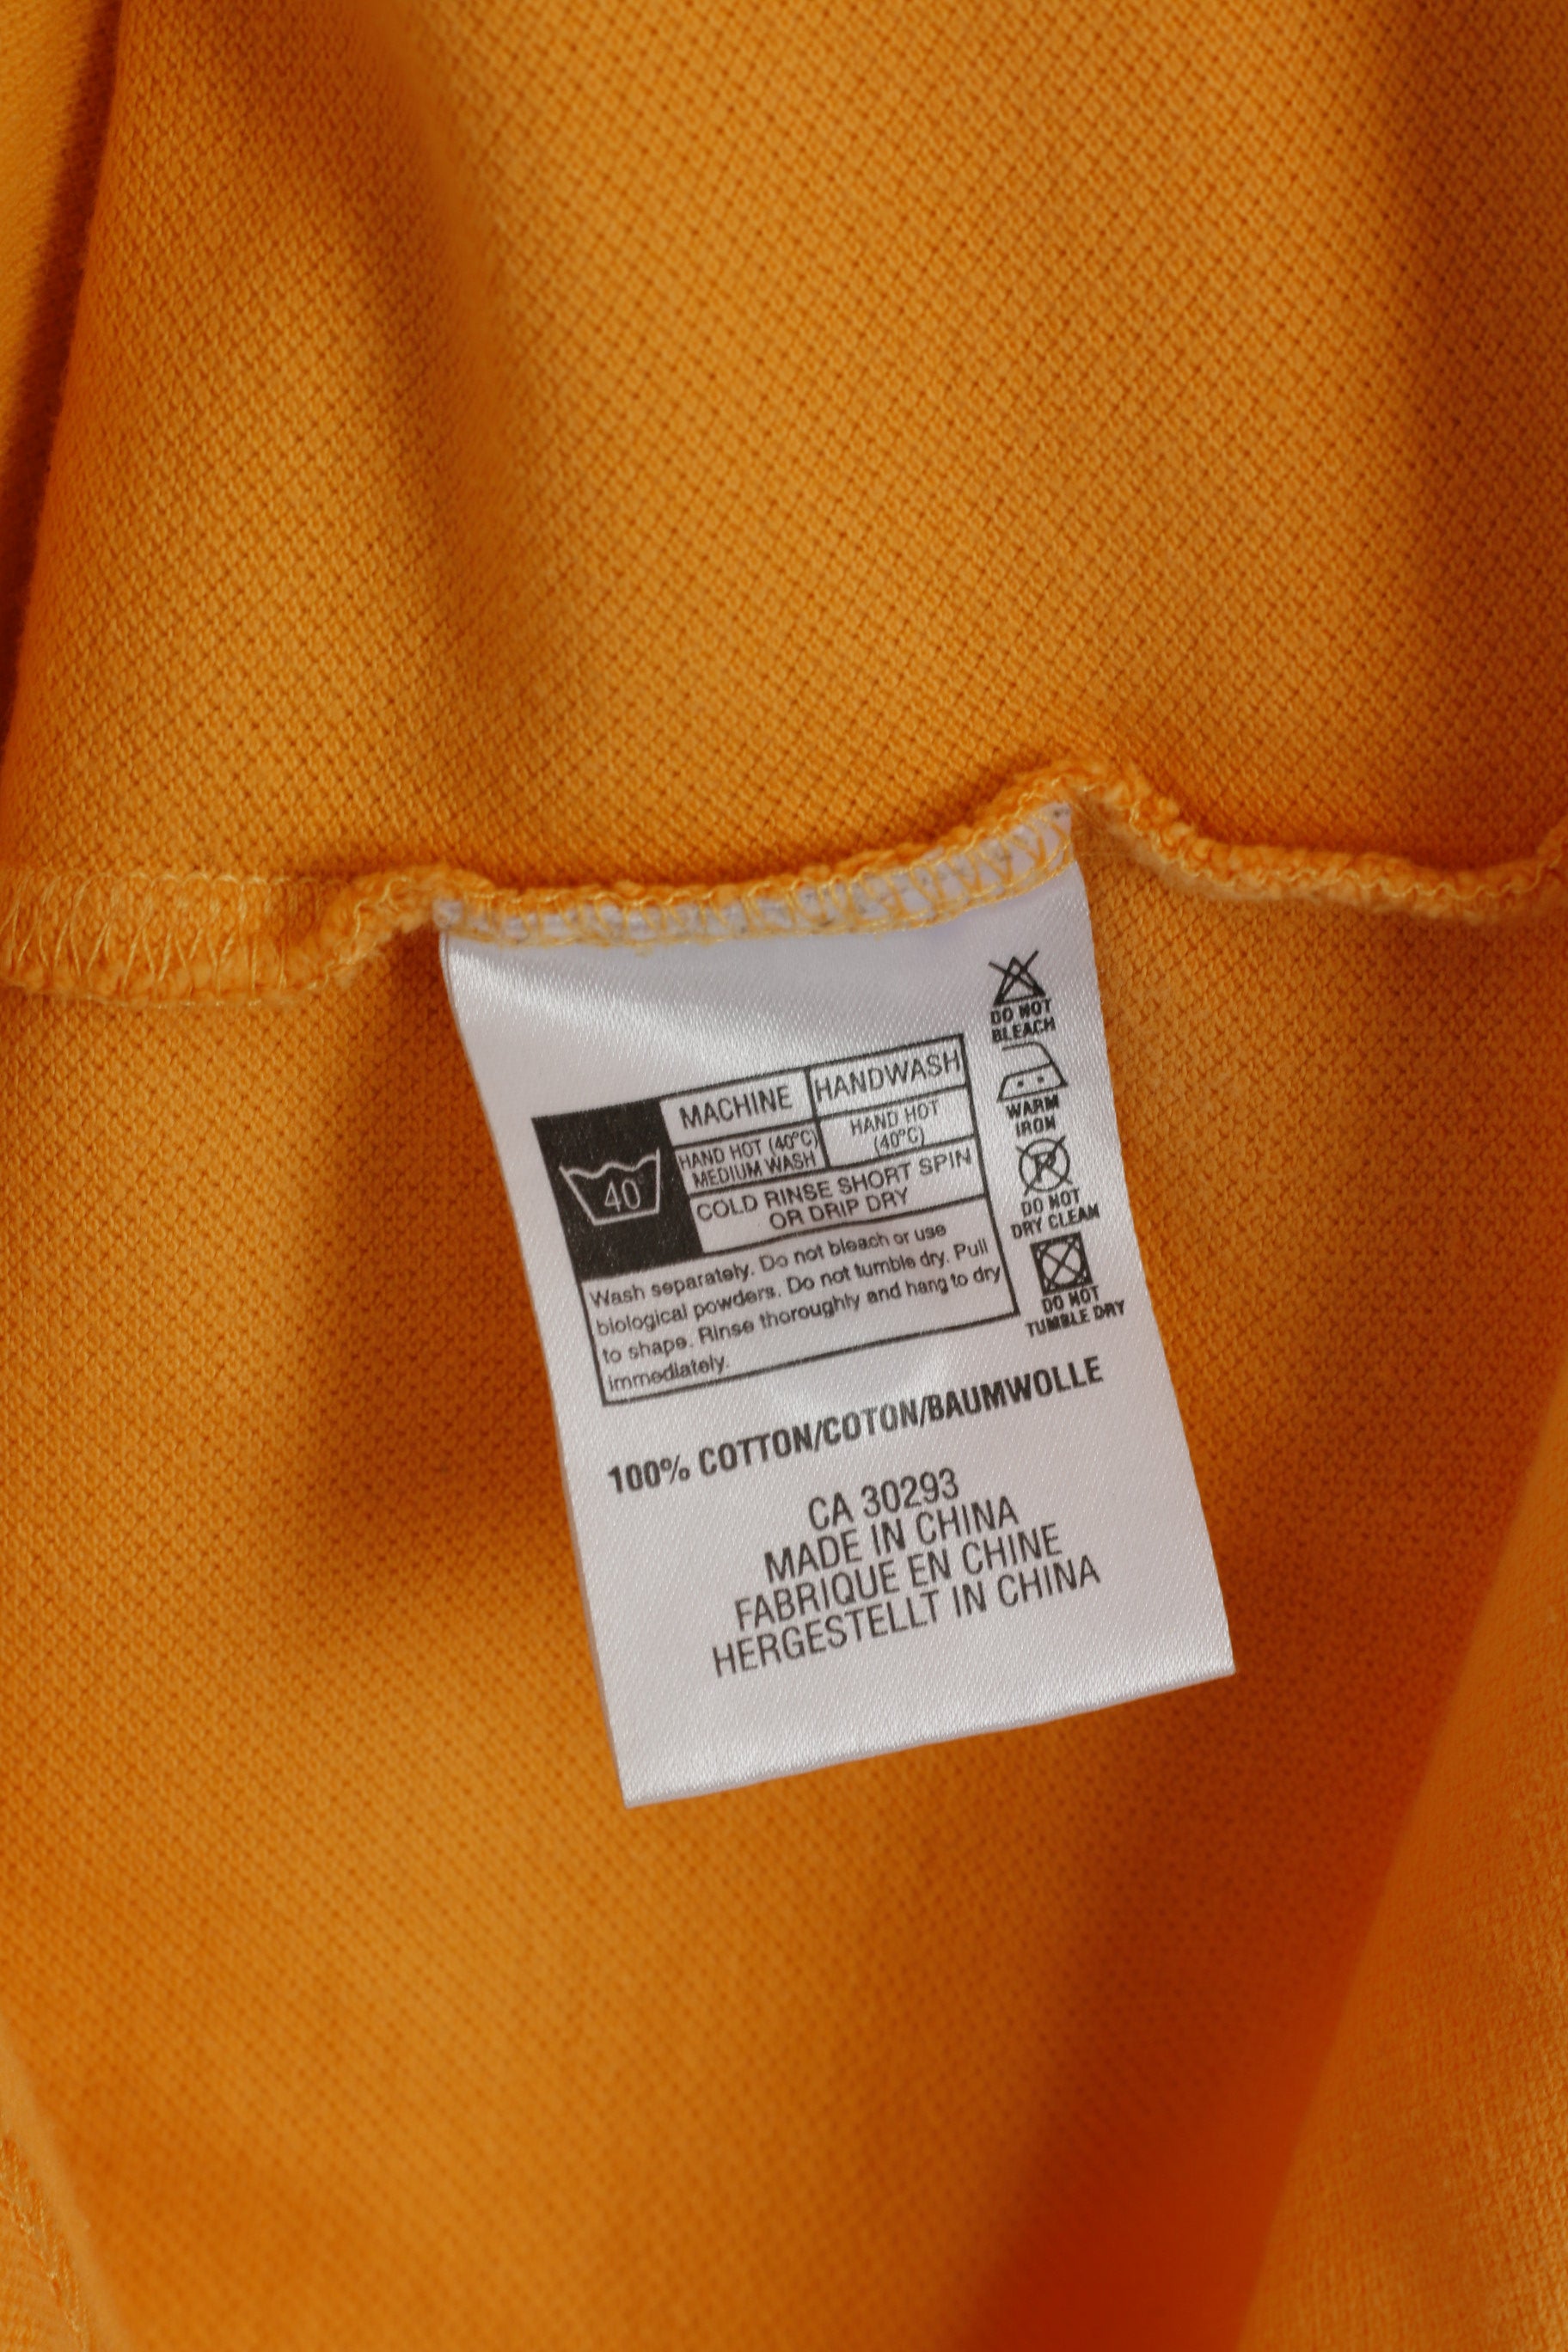 DO NOT
BLEACH
MACHINE HANDWASH
40°
HAND HOT (40°C)
MEDIUM WASH
HAND HOT
(40°C)
COLD RINSE SHORT SPIN
OR DRIP DRY
WARM
IRON
P
DO NOT
DRY CLEAM
DO NOT
TUMBLE DRY
Wash separately. Do not bleach or use
biological powders. Do not tumble dry. Pull
to shape. Rinse thoroughly and hang to dry
immediately.
100% COTTON/COTON/BAUMWOLLE
CA 30293
MADE IN CHINA
FABRIQUE EN CHINE
HERGESTELLT IN CHINA